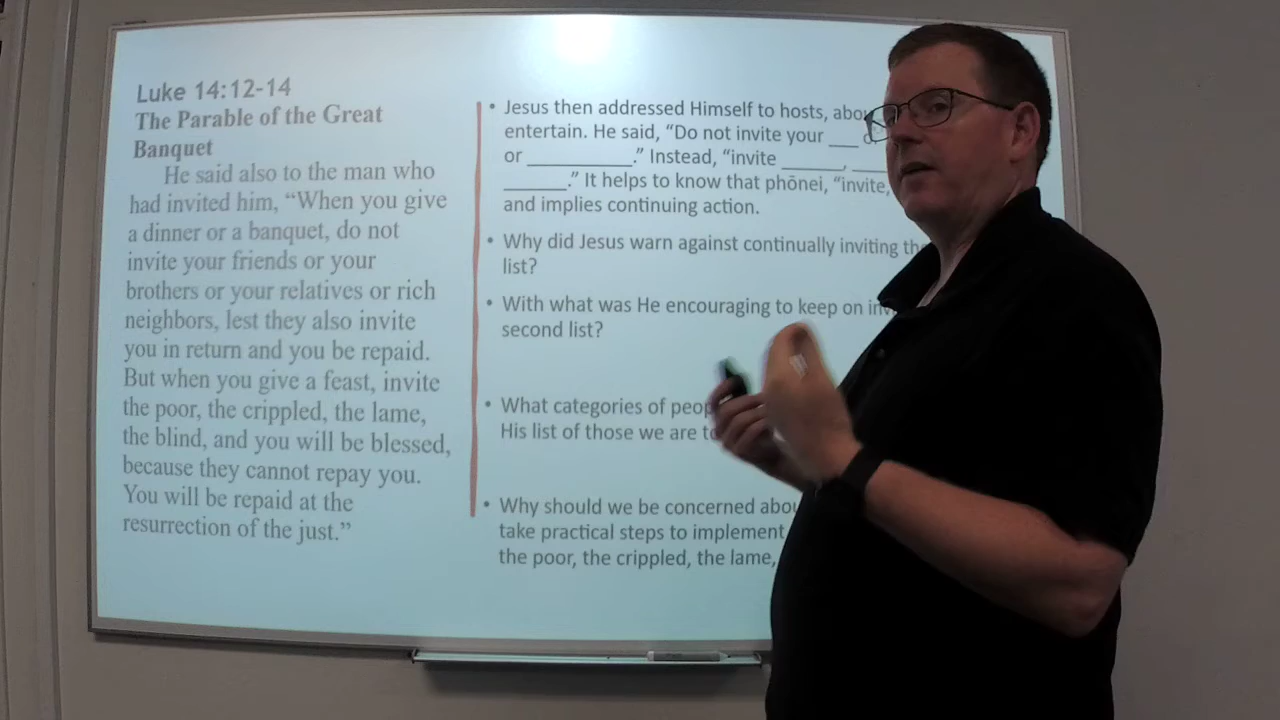 Luke 14:12-14
The Parable of the Great
Banquet
He said also to the man who
had invited him, “When you give
a dinner or a banquet, do not
invite your friends or your
brothers or your relatives or rich
neighbors, lest they also invite
you in return and you be repaid.
But when you give a feast, invite
the poor, the crippled, the lame,
the blind, and you will be blessed,
because they cannot repay you.
You will be repaid at the
resurrection of the just.”
• Jesus then addressed Himself to hosts,
entertain. He said, “Do not invite your ___
or ___________.” Instead, “invite ______, ___
______.” It helps to know that phōnei, “invite,
and implies continuing action.
• Why did Jesus warn against continually inviting
list?
• With what was He encouraging to keep on
second list?
• What categories of
His list of those we are
• Why should we be concerned
take practical steps to implement
the poor, the crippled, the lame,